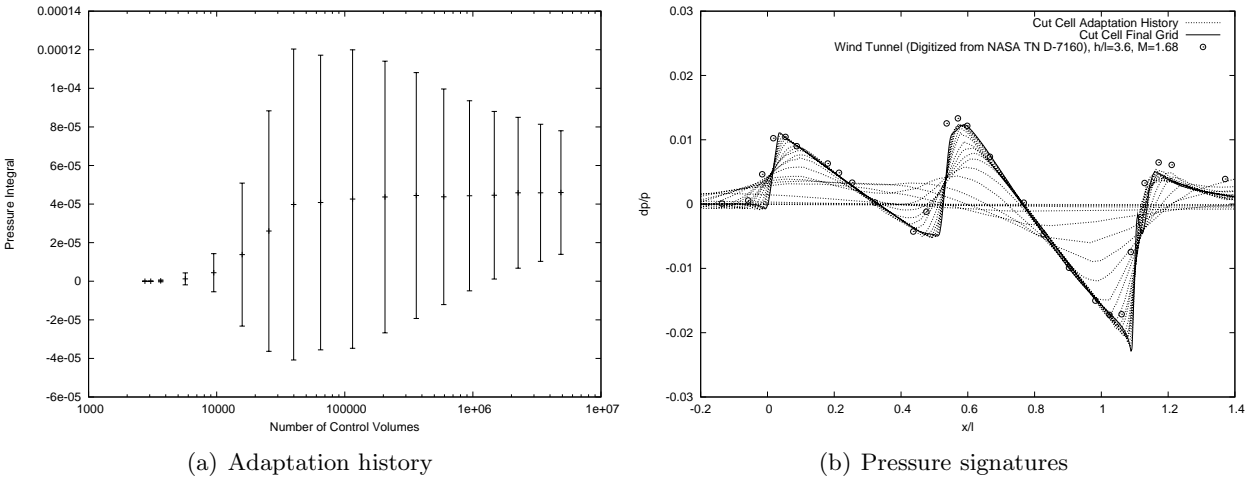 0.00014
0.00012
1e-04
8e-05
6e-05
4e-05
2e-05
0
-2e-05
-4e-05
-6e-05
Pressure Integral
1000
10000
100000
1e+06
1e+07
Number of Control Volumes
(a) Adaptation history
0.03
0.02
0.01
0
-0.01
-0.02
-0.03
dp/p
Cut Cell Adaptation History
Cut Cell Final Grid
Wind Tunnel (Digitized from NASA TN D-7160), h/l=3.6, M=1.68
-0.2
0
0.2
0.4
0.6
0.8
1
1.2
1.4
x/l
(b) Pressure signatures